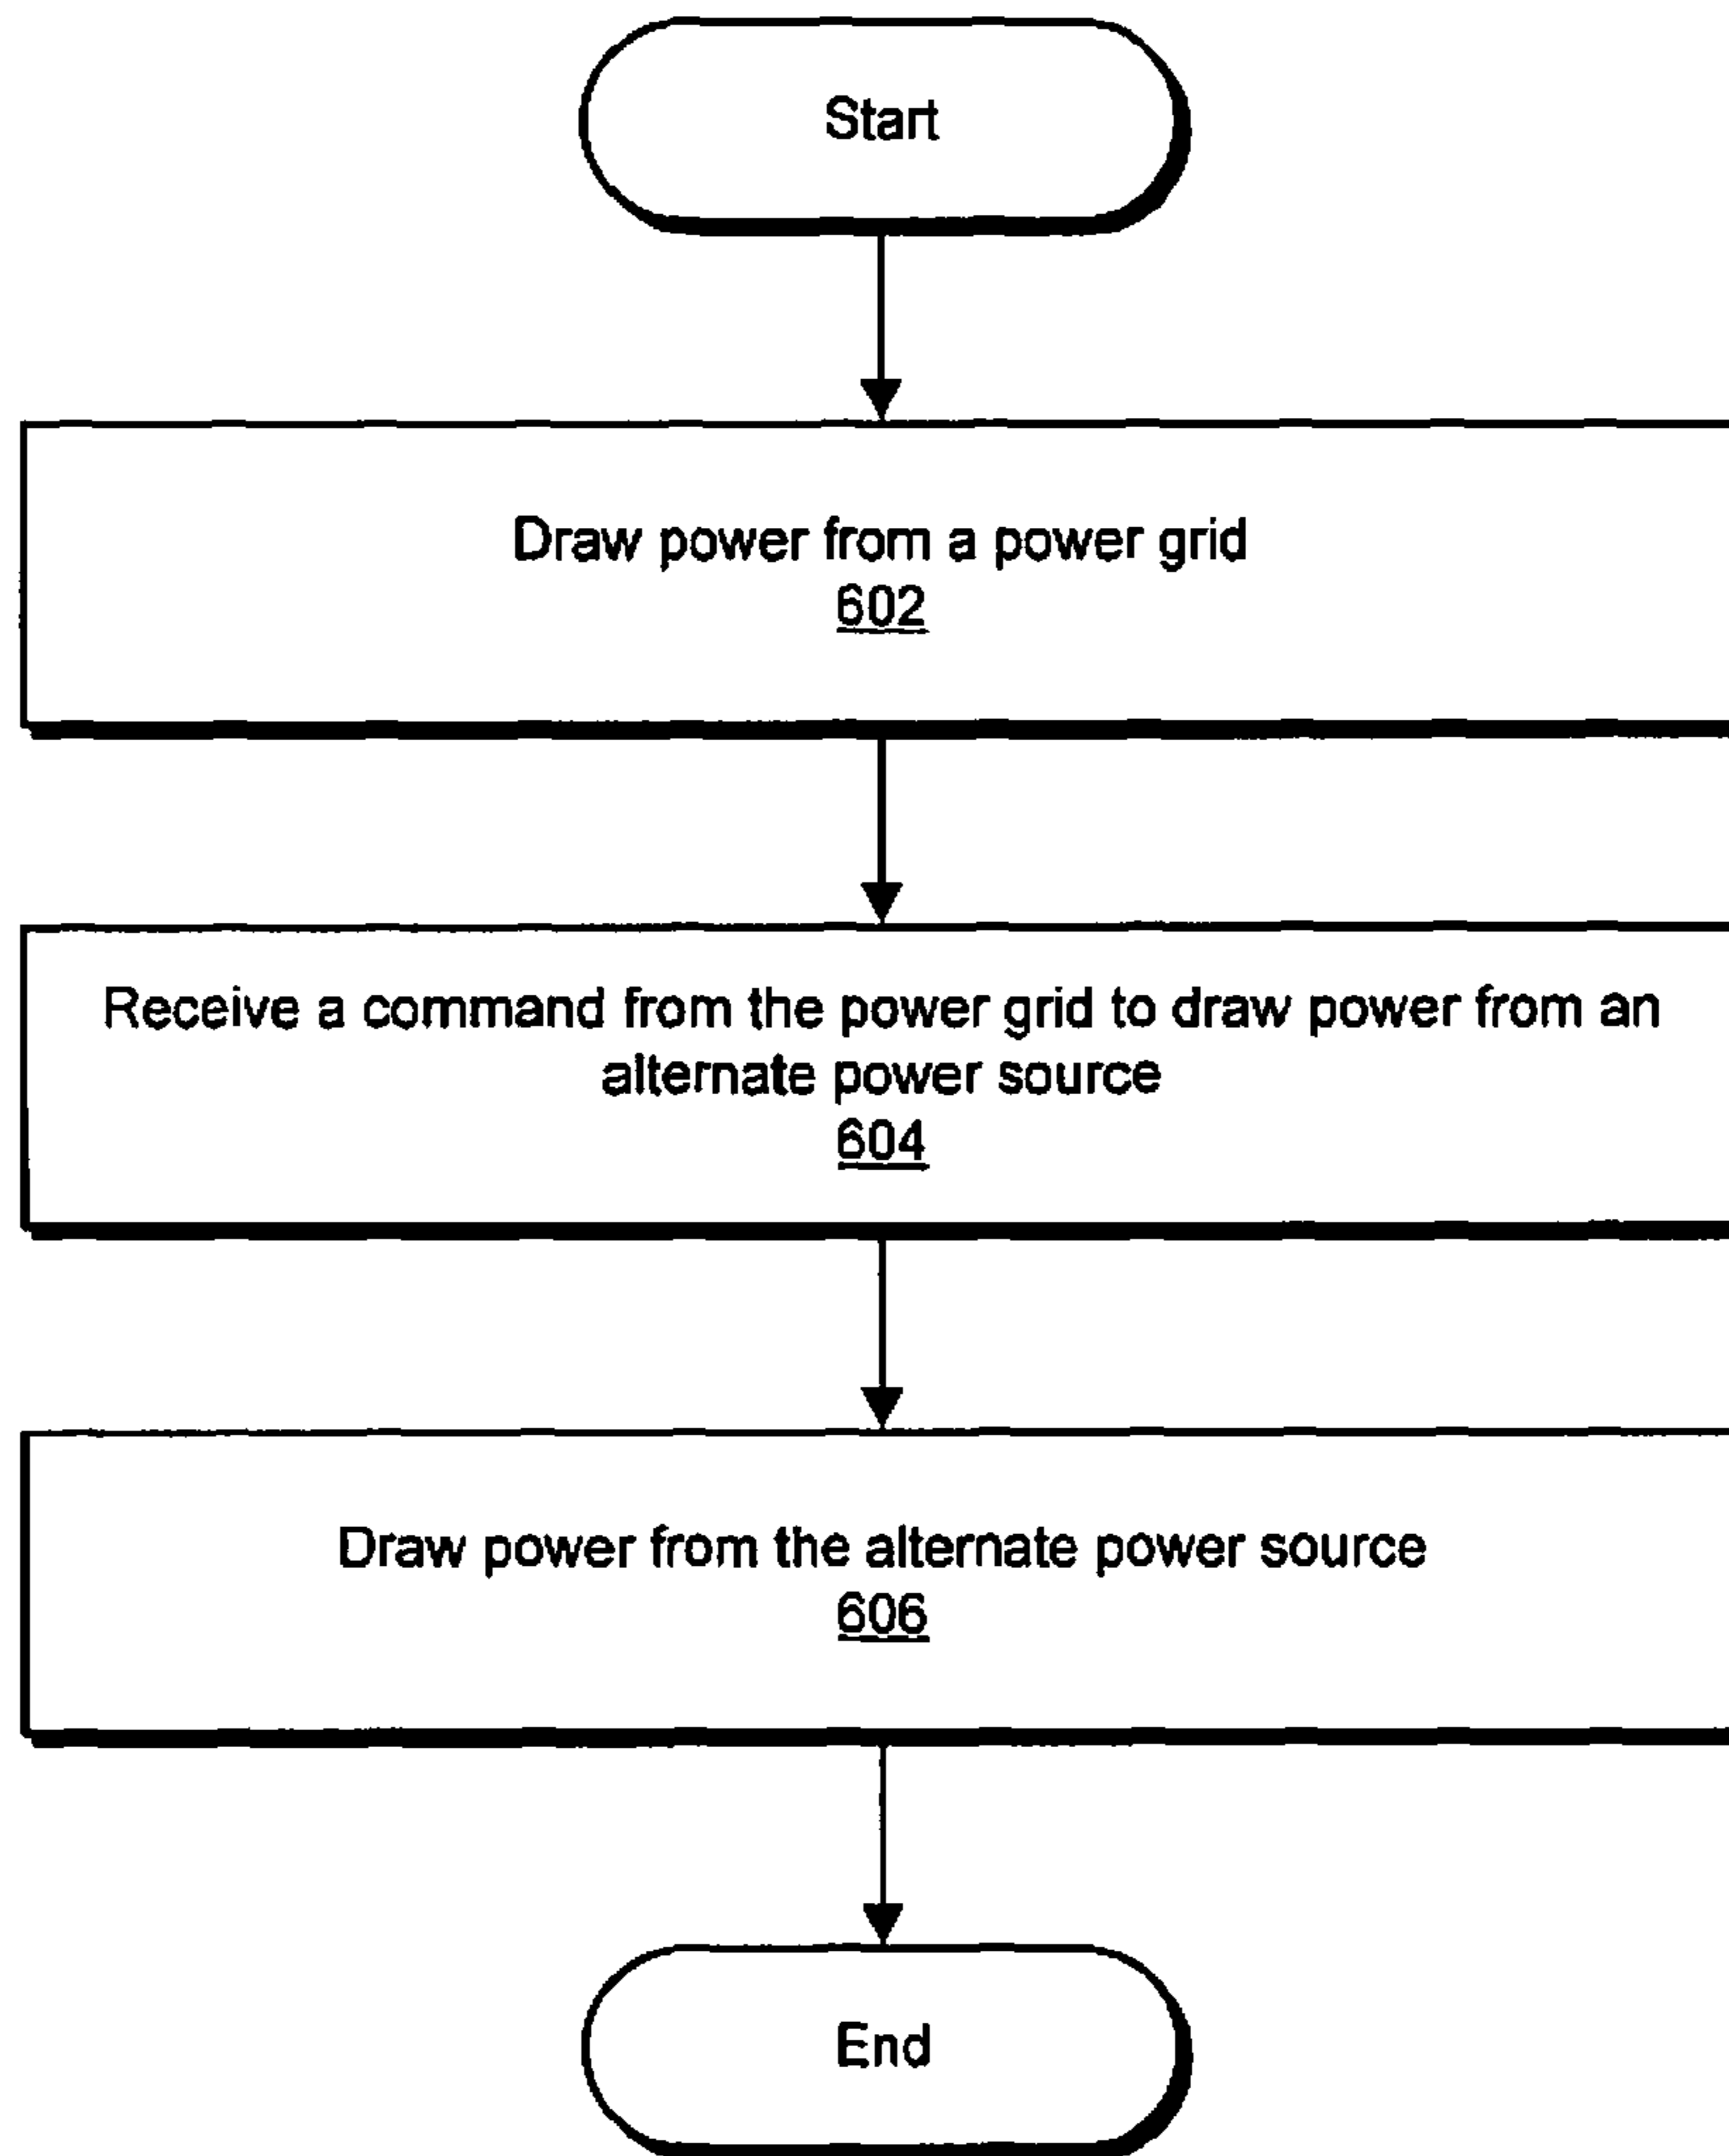 Start
Draw power from a power grid
602
Receive a command from the power grid to draw power from an
alternate power source
604
Draw power from the alternate power source
606
End